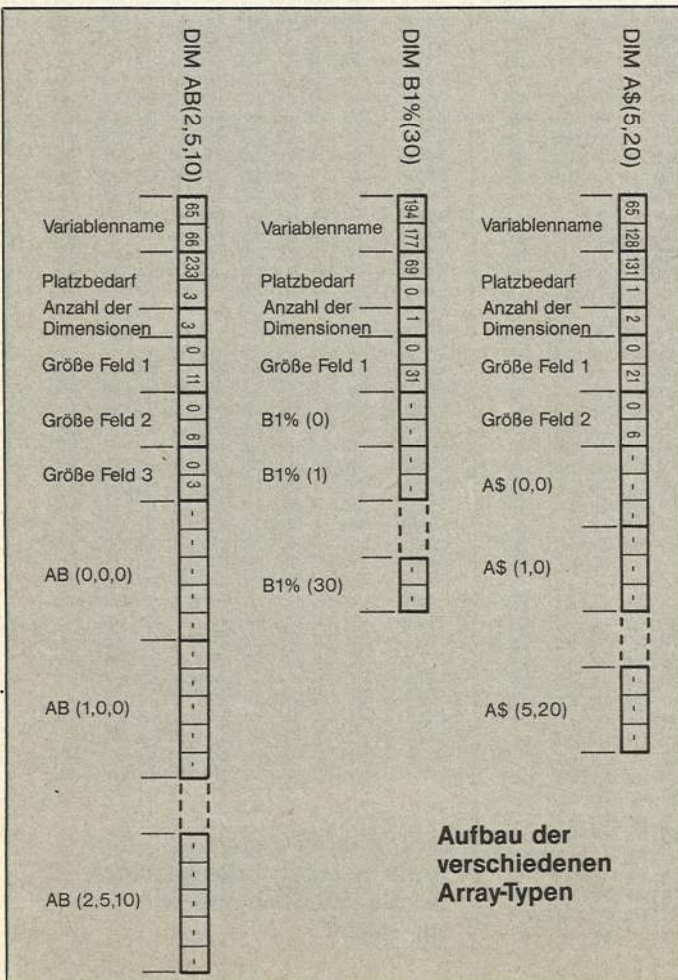 DIM AB(2,5,10)
Variablenname
65
66
Platzbedarf
233
3
Anzahl der
Dimensionen
3
Größe Feld 1
0
11
Größe Feld 2
0
6
Größe Feld 3
0
3
-
-
AB (0,0,0)
-
-
-
-
-
AB (1,0,0)
-
-
-
-
-
AB (2,5,10)
-
-
-
DIM B1%(30)
Variablenname
194
177
Platzbedarf
69
0
Anzahl der
Dimensionen
1
Größe Feld 1
0
31
B1% (0)
-
-
B1% (1)
-
-
B1% (30)
-
-
DIM A$(5,20)
Variablenname
65
128
Platzbedarf
131
1
Anzahl der
Dimensionen
2
Größe Feld 1
0
21
Größe Feld 2
0
6
A$ (0,0)
-
-
-
A$ (1,0)
-
-
-
A$ (5,20)
-
-
-
Aufbau der
verschiedenen
Array-Typen